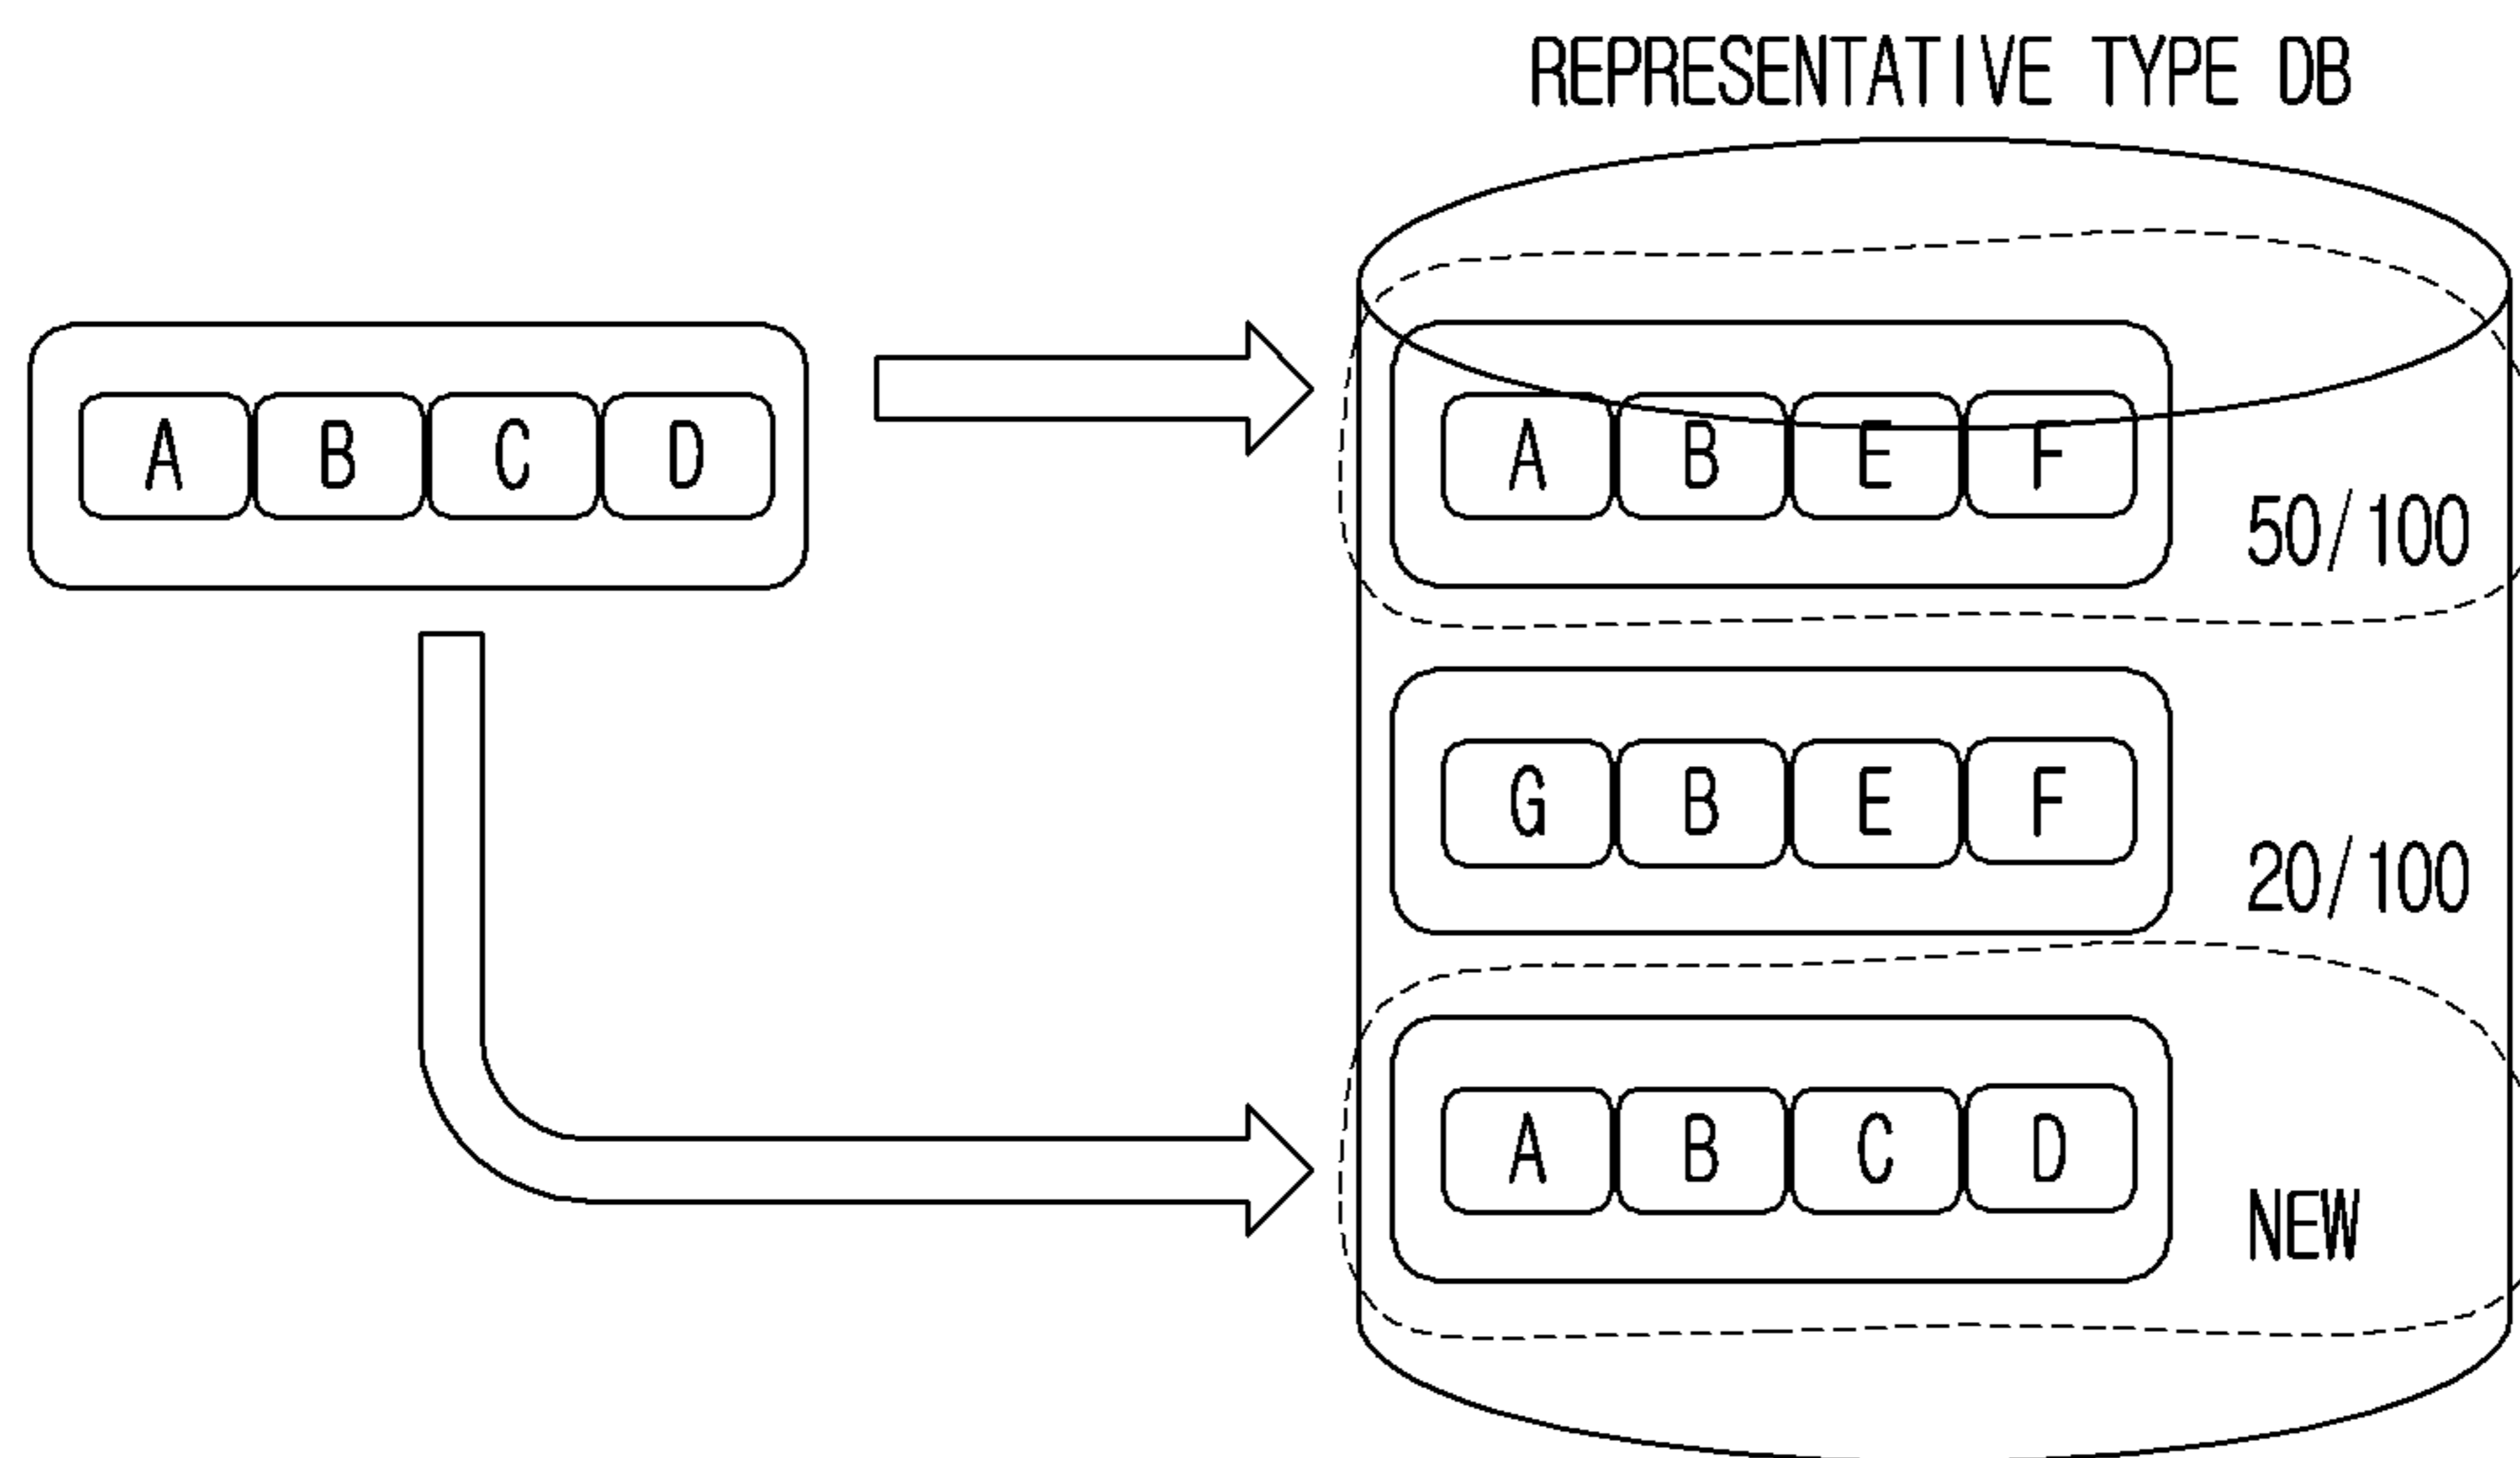 REPRESENTATIVE TYPE DB
A B C D
A B E F
50/100
G B E F
20/100
A B C D
NEW